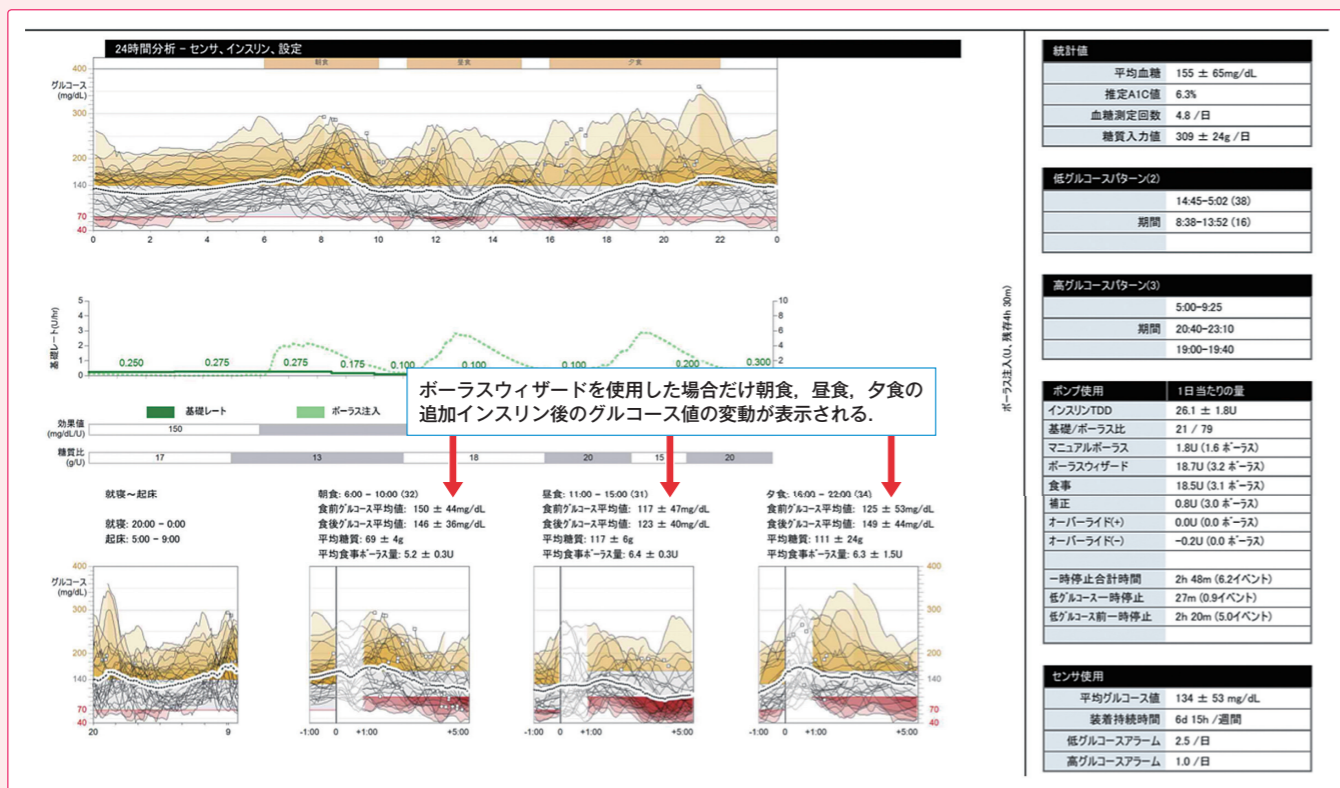 24時間分析 – センサ、インスリン、設定
朝食
昼食
夕食
グルコース
(mg/dL)
400
300
200
140
70
40
0 2 4 6 8 10 12 14 16 18 20 22 0
基礎レート(U/hr)
5
4
3
2
1
0
0.250 0.275 0.275 0.175 0.100 0.100 0.100 0.200 0.300
10
8
6
4
2
0
ボーラス注入(U、残存4h 30m)
基礎レート
ボーラス注入
ボーラスウィザードを使用した場合だけ朝食，昼食，夕食の
追加インスリン後のグルコース値の変動が表示される．
効果値
(mg/dL/U)
150
糖質比
(g/U)
17 13 18 20 15 20
就寝～起床
就寝: 20:00 – 0:00
起床: 5:00 – 9:00
朝食: 6:00 – 10:00 (32)
食前グルコース平均値: 150 ± 44mg/dL
食後グルコース平均値: 146 ± 36mg/dL
平均糖質: 69 ± 4g
平均食事ボーラス量: 5.2 ± 0.3U
昼食: 11:00 – 15:00 (31)
食前グルコース平均値: 117 ± 47mg/dL
食後グルコース平均値: 123 ± 40mg/dL
平均糖質: 117 ± 6g
平均食事ボーラス量: 6.4 ± 0.3U
夕食: 16:00 – 22:00 (34)
食前グルコース平均値: 125 ± 53mg/dL
食後グルコース平均値: 149 ± 44mg/dL
平均糖質: 111 ± 24g
平均食事ボーラス量: 6.3 ± 1.5U
グルコース
(mg/dL)
400
300
200
140
70
40
20 9
-1:00 0 +1:00 +5:00
-1:00 0 +1:00 +5:00
-1:00 0 +1:00 +5:00
400
300
200
140
70
40
統計値
平均血糖 155 ± 65mg/dL
推定A1C値 6.3%
血糖測定回数 4.8 /日
糖質入力値 309 ± 24g /日
低グルコースパターン(2)
14:45-5:02 (38)
期間 8:38-13:52 (16)
高グルコースパターン(3)
5:00-9:25
期間 20:40-23:10
19:00-19:40
ポンプ使用 1日当たりの量
インスリンTDD 26.1 ± 1.8U
基礎/ボーラス比 21 / 79
マニュアルボーラス 1.8U (1.6 ボーラス)
ボーラスウィザード 18.7U (3.2 ボーラス)
食事 18.5U (3.1 ボーラス)
補正 0.8U (3.0 ボーラス)
オーバーライド(+) 0.0U (0.0 ボーラス)
オーバーライド(-) -0.2U (0.0 ボーラス)
一時停止合計時間 2h 48m (6.2イベント)
低グルコース一時停止 27m (0.9イベント)
低グルコース前一時停止 2h 20m (5.0イベント)
センサ使用
平均グルコース値 134 ± 53 mg/dL
装着持続時間 6d 15h /週間
低グルコースアラーム 2.5 /日
高グルコースアラーム 1.0 /日